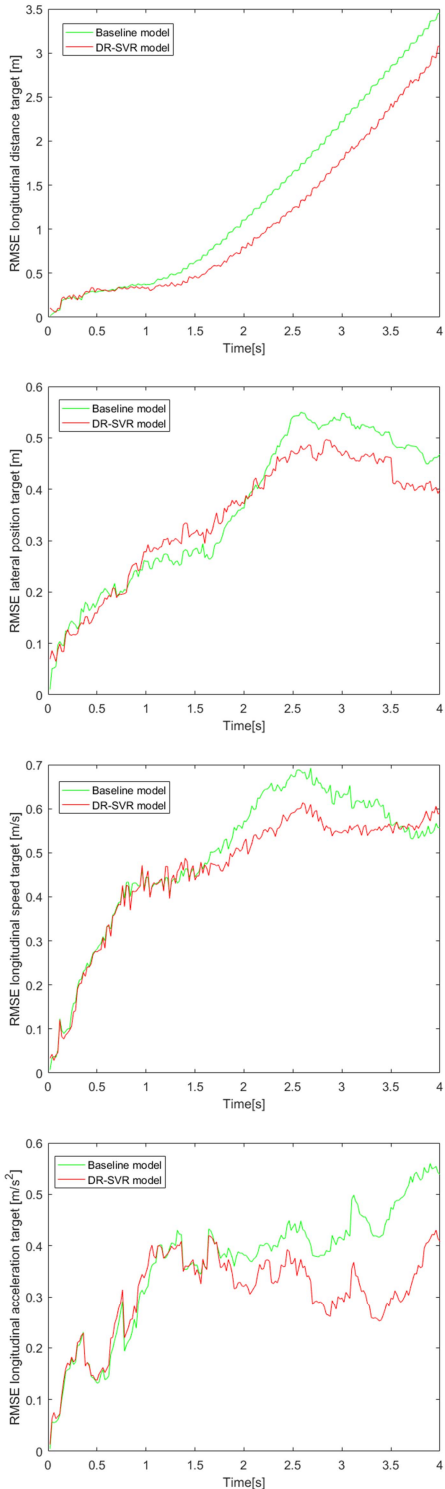 RMSE longitudinal distance target [m]
3.5
3
2.5
2
1.5
1
0.5
0
Baseline model
DR-SVR model
0 0.5 1 1.5 2 2.5 3 3.5 4
Time[s]
RMSE lateral position target [m]
0.6
0.5
0.4
0.3
0.2
0.1
0
Baseline model
DR-SVR model
0 0.5 1 1.5 2 2.5 3 3.5 4
Time[s]
RMSE longitudinal speed target [m/s]
0.7
0.6
0.5
0.4
0.3
0.2
0.1
0
Baseline model
DR-SVR model
0 0.5 1 1.5 2 2.5 3 3.5 4
Time[s]
RMSE longitudinal acceleration target [m/s²]
0.6
0.5
0.4
0.3
0.2
0.1
0
Baseline model
DR-SVR model
0 0.5 1 1.5 2 2.5 3 3.5 4
Time[s]